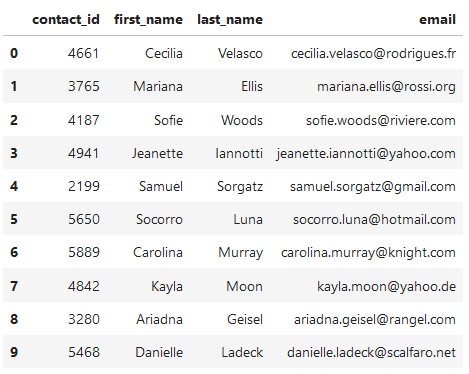 contact_id first_name last_name email
0 4661 Cecilia Velasco cecilia.velasco@rodrigues.fr
1 3765 Mariana Ellis mariana.ellis@rossi.org
2 4187 Sofie Woods sofie.woods@riviere.com
3 4941 Jeanette Iannotti jeanette.iannotti@yahoo.com
4 2199 Samuel Sorgatz samuel.sorgatz@gmail.com
5 5650 Socorro Luna socorro.luna@hotmail.com
6 5889 Carolina Murray carolina.murray@knight.com
7 4842 Kayla Moon kayla.moon@yahoo.de
8 3280 Ariadna Geisel ariadna.geisel@rangel.com
9 5468 Danielle Ladeck danielle.ladeck@scalfaro.net